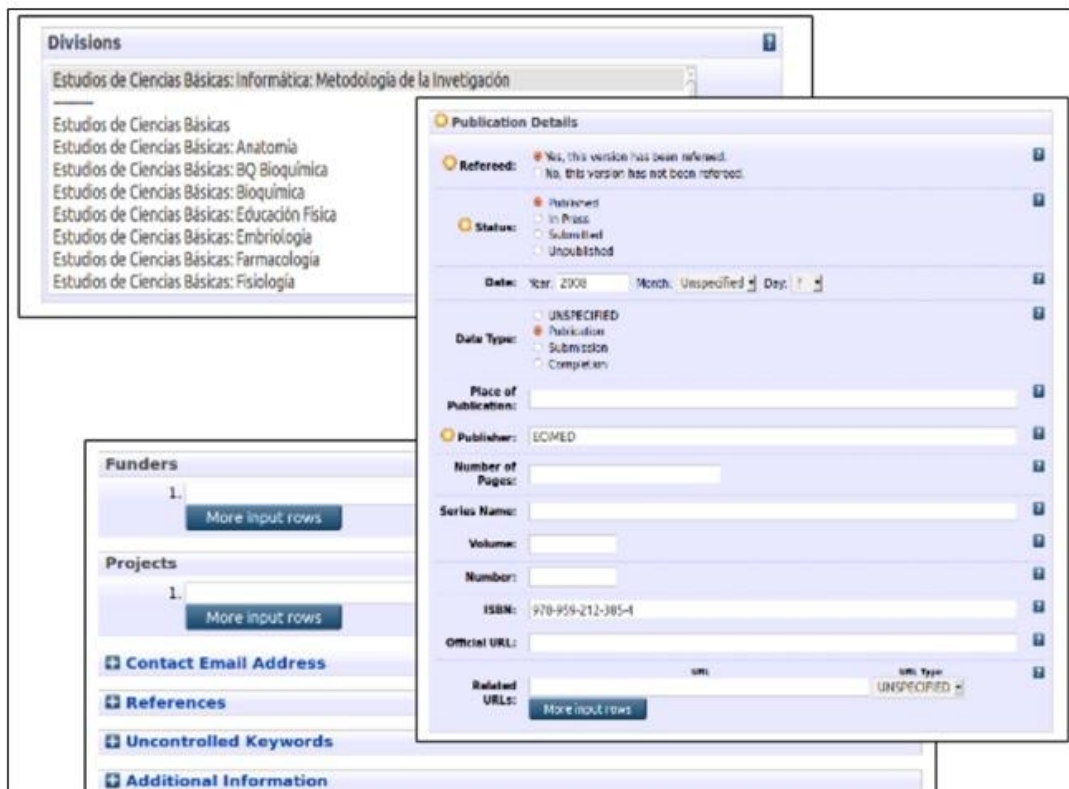 Divisions
Estudios de Ciencias Básicas: Informática: Metodología de la Invetigación
Estudios de Ciencias Básicas
Estudios de Ciencias Básicas: Anatomía
Estudios de Ciencias Básicas: BQ Bioquímica
Estudios de Ciencias Básicas: Bioquímica
Estudios de Ciencias Básicas: Educación Física
Estudios de Ciencias Básicas: Embriología
Estudios de Ciencias Básicas: Farmacología
Estudios de Ciencias Básicas: Fisiología
Publication Details
Refereed:
Yes, this version has been refereed.
No, this version has not been refereed.
Status:
Published
In Press
Submitted
Unpublished
Date: Year: 2008 Month: Unspecified Day: ?
Date Type:
UNSPECIFIED
Publication
Submission
Completion
Place of
Publication:
Publisher: ECIMED
Number of
Pages:
Series Name:
Volume:
Number:
ISBN: 978-959-212-385-4
Official URL:
URL URL Type
Related
URLs:
UNSPECIFIED
More input rows
Funders
1.
More input rows
Projects
1.
More input rows
Contact Email Address
References
Uncontrolled Keywords
Additional Information